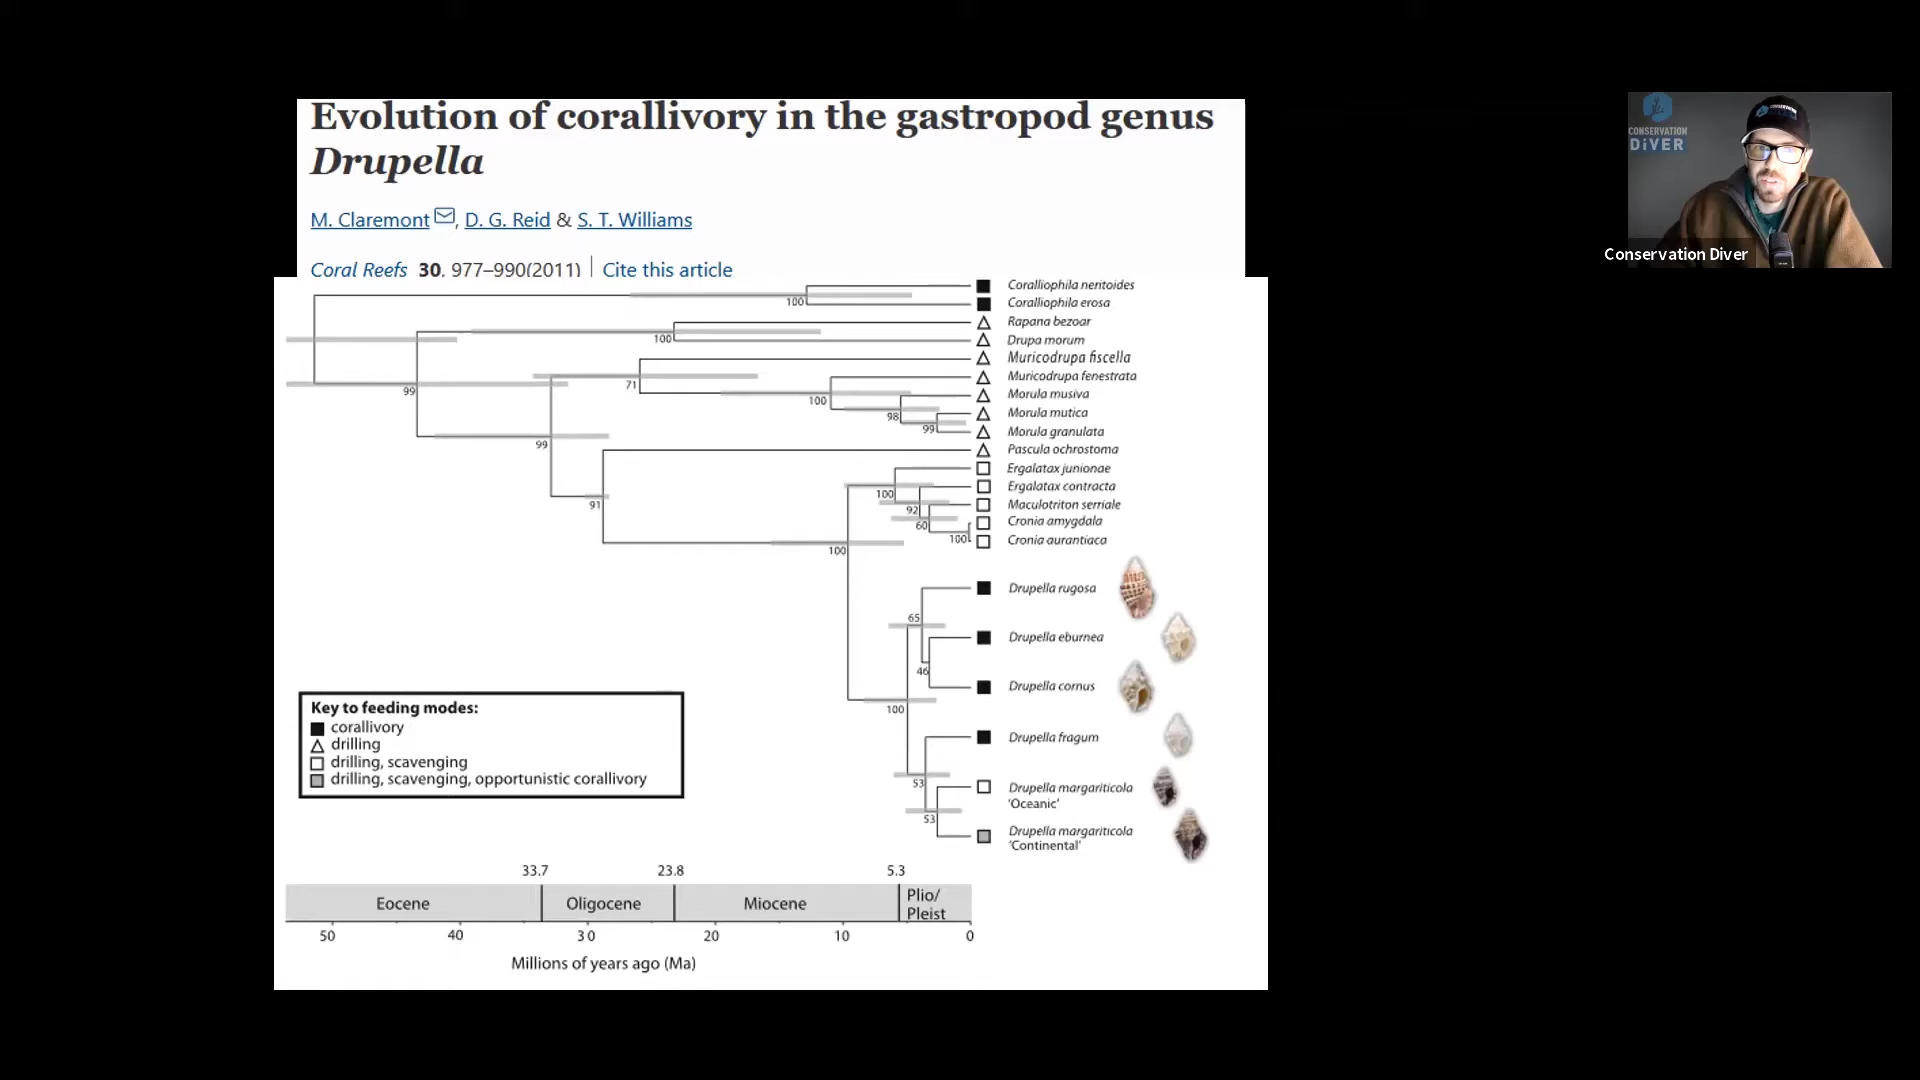 Evolution of corallivory in the gastropod genus
Drupella
M. Claremont, D. G. Reid & S. T. Williams
Coral Reefs 30, 977–990(2011) Cite this article
CONSERVATION
DiVER
Conservation Diver
Coralliophila neritoides
100
Coralliophila erosa
Rapana bezoar
100
Drupa morum
Muricodrupa fiscella
71
99
Muricodrupa fenestrata
100
Morula musiva
98
Morula mutica
99
Morula granulata
99
Pascula ochrostoma
Ergalatax junionae
100
Ergalatax contracta
91
92
Maculotriton serriale
60
Cronia amygdala
100
Cronia aurantiaca
100
Drupella rugosa
65
Drupella eburnea
46
Drupella cornus
100
Drupella fragum
53
Drupella margariticola
'Oceanic'
53
Drupella margariticola
'Continental'
Key to feeding modes:
corallivory
drilling
drilling, scavenging
drilling, scavenging, opportunistic corallivory
33.7 23.8 5.3
Eocene Oligocene Miocene Plio/
Pleist
50 40 30 20 10 0
Millions of years ago (Ma)